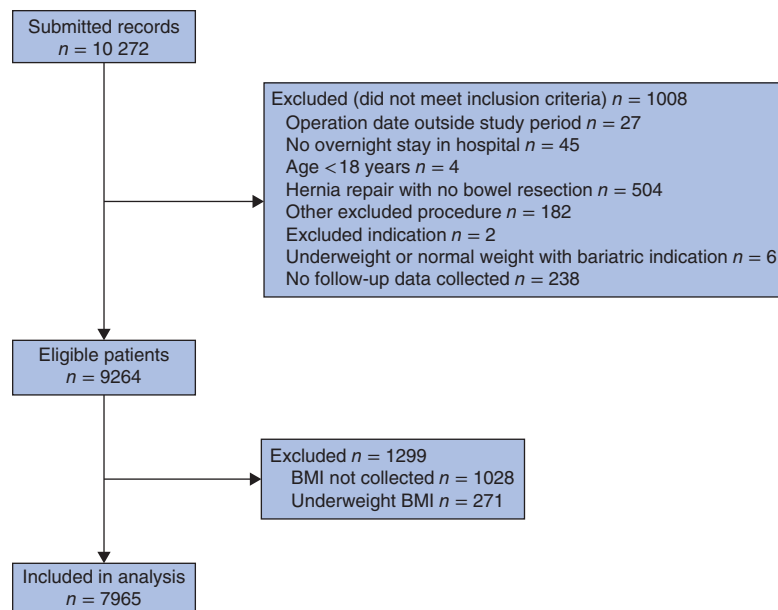 Submitted records
n = 10 272
Excluded (did not meet inclusion criteria) n = 1008
Operation date outside study period n = 27
No overnight stay in hospital n = 45
Age <18 years n = 4
Hernia repair with no bowel resection n = 504
Other excluded procedure n = 182
Excluded indication n = 2
Underweight or normal weight with bariatric indication n = 6
No follow-up data collected n = 238
Eligible patients
n = 9264
Excluded n = 1299
BMI not collected n = 1028
Underweight BMI n = 271
Included in analysis
n = 7965